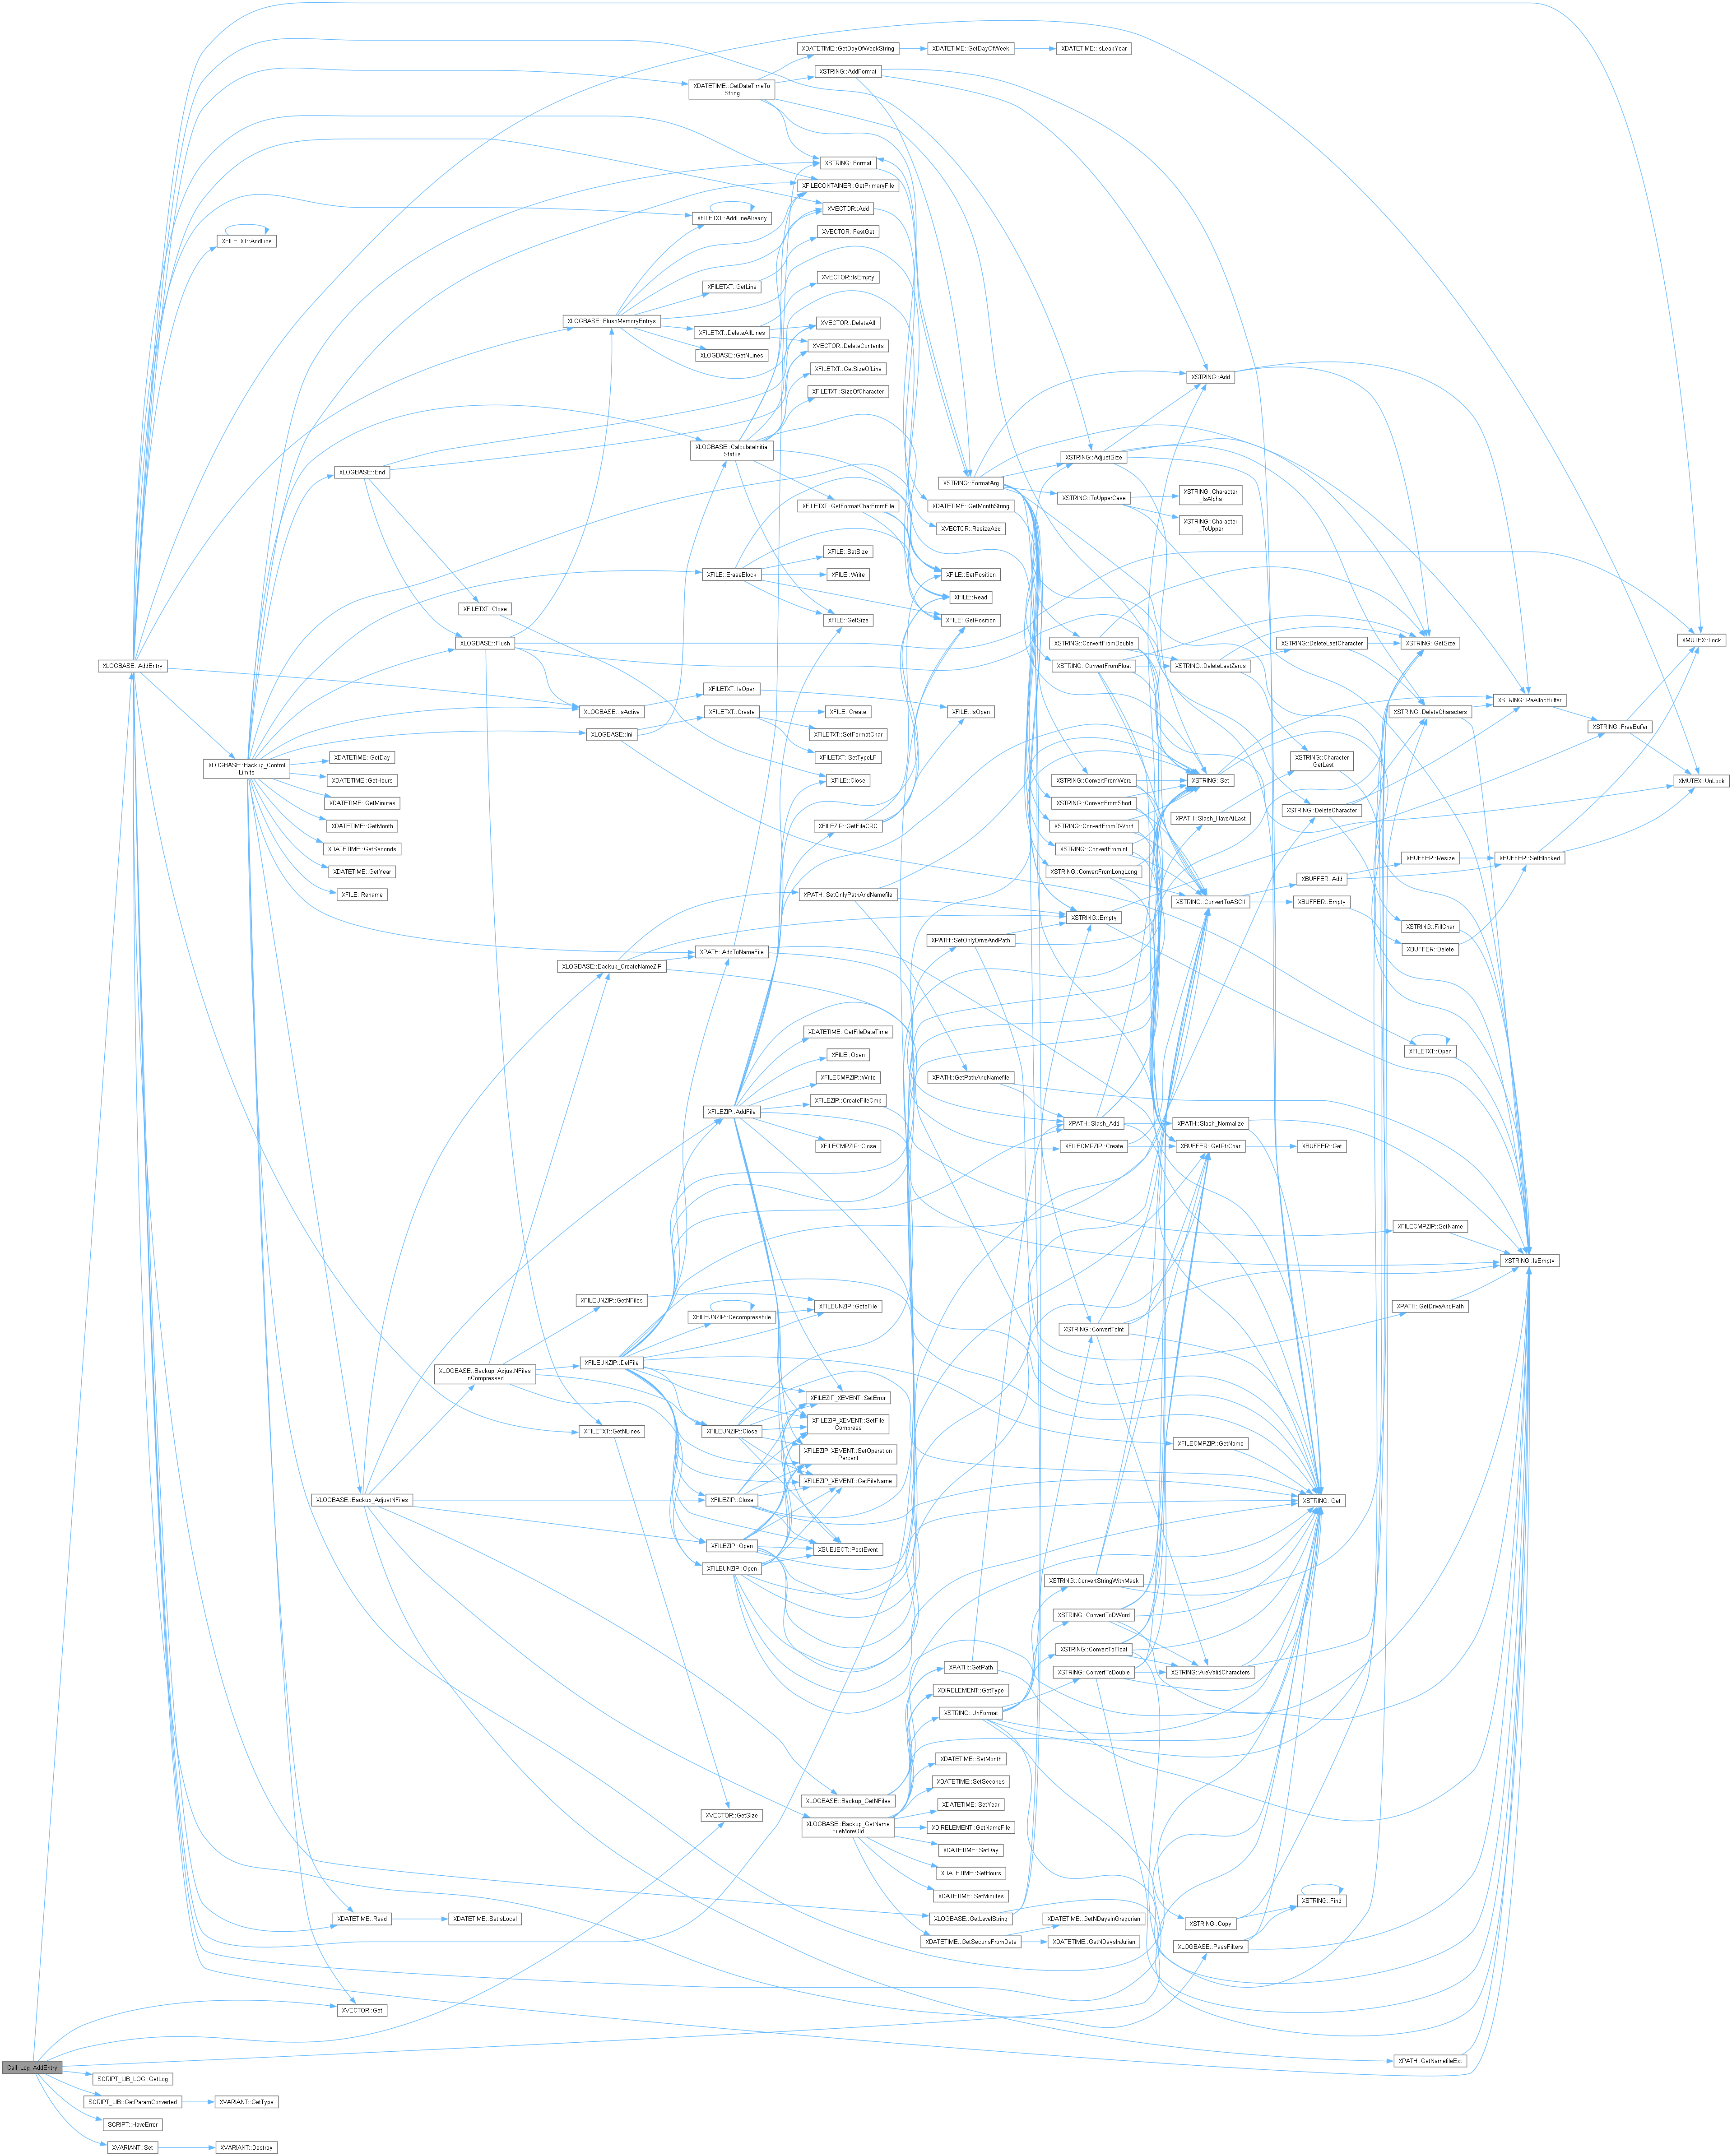 XDATETIME::GetDayOfWeekString
XDATETIME::GetDayOfWeek
XDATETIME::IsLeapYear
XSTRING::AddFormat
XDATETIME::GetDateTimeTo
String
XSTRING::Format
XFILECONTAINER::GetPrimaryFile
XVECTOR::Add
XFILETXT::AddLineAlready
XVECTOR::FastGet
XFILETXT::AddLine
XVECTOR::IsEmpty
XFILETXT::GetLine
XLOGBASE::FlushMemoryEntrys
XVECTOR::DeleteAll
XFILETXT::DeleteAllLines
XVECTOR::DeleteContents
XLOGBASE::GetNLines
XFILETXT::GetSizeOfLine
XSTRING::Add
XFILETXT::SizeOfCharacter
XLOGBASE::CalculateInitial
Status
XSTRING::AdjustSize
XLOGBASE::End
XSTRING::FormatArg
XSTRING::ToUpperCase
XSTRING::Character
_IsAlpha
XFILETXT::GetFormatCharFromFile
XDATETIME::GetMonthString
XSTRING::Character
_ToUpper
XVECTOR::ResizeAdd
XFILE::SetSize
XFILE::EraseBlock
XFILE::Write
XFILE::SetPosition
XFILE::Read
XFILETXT::Close
XFILE::GetSize
XFILE::GetPosition
XLOGBASE::Flush
XSTRING::ConvertFromDouble
XSTRING::DeleteLastCharacter
XSTRING::GetSize
XMUTEX::Lock
XLOGBASE::AddEntry
XSTRING::ConvertFromFloat
XSTRING::DeleteLastZeros
XFILETXT::IsOpen
XSTRING::ReAllocBuffer
XLOGBASE::IsActive
XFILETXT::Create
XFILE::Create
XFILE::IsOpen
XSTRING::DeleteCharacters
XSTRING::FreeBuffer
XLOGBASE::Ini
XFILETXT::SetFormatChar
XLOGBASE::Backup_Control
Limits
XDATETIME::GetDay
XFILETXT::SetTypeLF
XSTRING::Character
_GetLast
XDATETIME::GetHours
XFILE::Close
XSTRING::ConvertFromWord
XSTRING::Set
XMUTEX::UnLock
XDATETIME::GetMinutes
XSTRING::ConvertFromShort
XSTRING::DeleteCharacter
XDATETIME::GetMonth
XFILEZIP::GetFileCRC
XSTRING::ConvertFromDWord
XPATH::Slash_HaveAtLast
XDATETIME::GetSeconds
XSTRING::ConvertFromInt
XBUFFER::Resize
XBUFFER::SetBlocked
XDATETIME::GetYear
XSTRING::ConvertFromLongLong
XBUFFER::Add
XFILE::Rename
XPATH::SetOnlyPathAndNamefile
XSTRING::ConvertToASCII
XBUFFER::Empty
XSTRING::Empty
XSTRING::FillChar
XPATH::SetOnlyDriveAndPath
XBUFFER::Delete
XPATH::AddToNameFile
XLOGBASE::Backup_CreateNameZIP
XDATETIME::GetFileDateTime
XFILE::Open
XFILETXT::Open
XFILECMPZIP::Write
XPATH::GetPathAndNamefile
XFILEZIP::CreateFileCmp
XFILEZIP::AddFile
XPATH::Slash_Add
XPATH::Slash_Normalize
XFILECMPZIP::Close
XFILECMPZIP::Create
XBUFFER::GetPtrChar
XBUFFER::Get
XFILECMPZIP::SetName
XSTRING::IsEmpty
XFILEUNZIP::GetNFiles
XFILEUNZIP::GotoFile
XPATH::GetDriveAndPath
XFILEUNZIP::DecompressFile
XSTRING::ConvertToInt
XFILEUNZIP::DelFile
XLOGBASE::Backup_AdjustNFiles
InCompressed
XFILEZIP_XEVENT::SetError
XFILEZIP_XEVENT::SetFile
Compress
XFILETXT::GetNLines
XFILEUNZIP::Close
XFILECMPZIP::GetName
XFILEZIP_XEVENT::SetOperation
Percent
XFILEZIP_XEVENT::GetFileName
XLOGBASE::Backup_AdjustNFiles
XFILEZIP::Close
XSTRING::Get
XFILEZIP::Open
XSUBJECT::PostEvent
XFILEUNZIP::Open
XSTRING::ConvertStringWithMask
XSTRING::ConvertToDWord
XSTRING::ConvertToFloat
XPATH::GetPath
XSTRING::ConvertToDouble
XSTRING::AreValidCharacters
XDIRELEMENT::GetType
XSTRING::UnFormat
XDATETIME::SetMonth
XDATETIME::SetSeconds
XLOGBASE::Backup_GetNFiles
XDATETIME::SetYear
XVECTOR::GetSize
XLOGBASE::Backup_GetName
FileMoreOld
XDIRELEMENT::GetNameFile
XDATETIME::SetDay
XDATETIME::SetHours
XDATETIME::SetMinutes
XSTRING::Find
XDATETIME::Read
XDATETIME::SetIsLocal
XLOGBASE::GetLevelString
XDATETIME::GetNDaysInGregorian
XSTRING::Copy
XDATETIME::GetSeconsFromDate
XDATETIME::GetNDaysInJulian
XLOGBASE::PassFilters
XVECTOR::Get
XPATH::GetNamefileExt
Call_Log_AddEntry
SCRIPT_LIB_LOG::GetLog
SCRIPT_LIB::GetParamConverted
XVARIANT::GetType
SCRIPT::HaveError
XVARIANT::Set
XVARIANT::Destroy